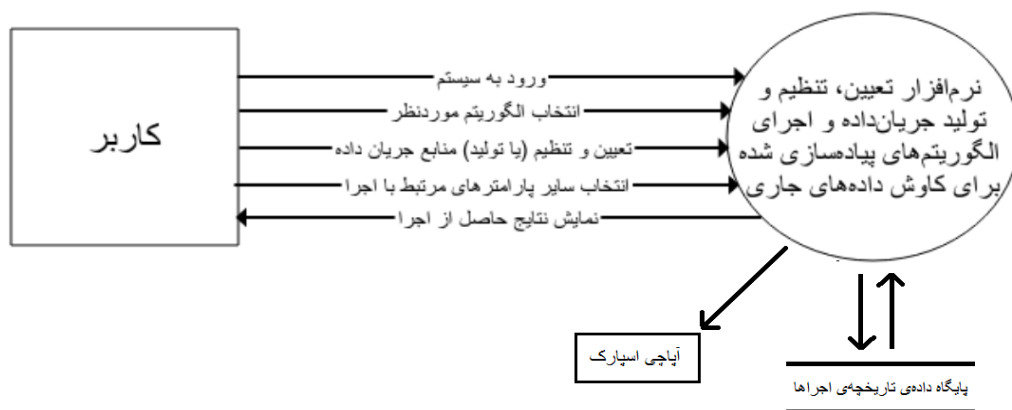 کاربر
ورود به سیستم
انتخاب الگوریتم موردنظر
تعیین و تنظیم (یا تولید) منابع جریان داده
انتخاب سایر پارامترهای مرتبط با اجرا
نمایش نتایج حاصل از اجرا
نرم‌افزار تعیین، تنظیم و
تولید جریان‌داده و اجرای
الگوریتم‌های پیاده‌سازی شده
برای کاوش داده‌های جاری
آپاچی اسپارک
پایگاه داده‌ی تاریخچه‌ی اجراها